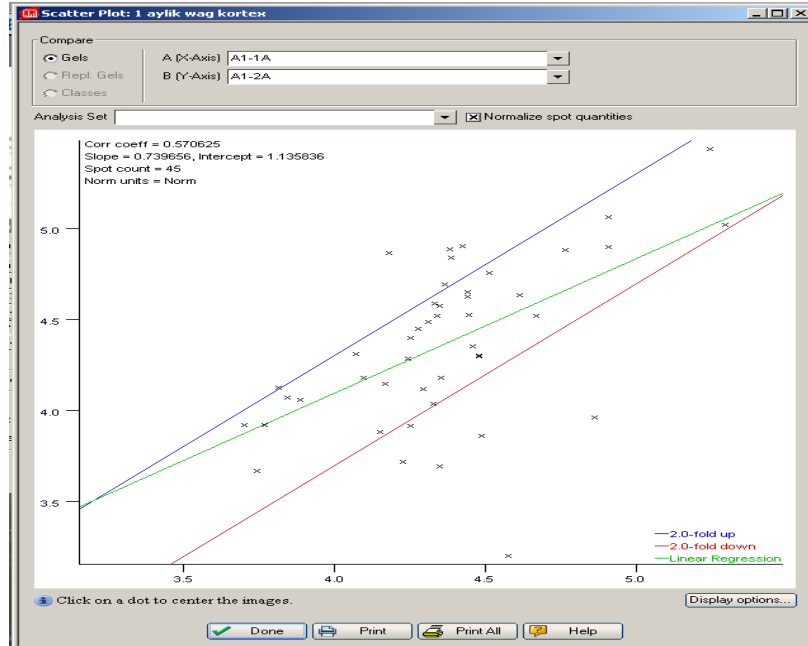 Scatter Plot: 1 aylik wag kortex
Compare
Gels
A (X-Axis) A1-1A
Repl. Gels
B (Y-Axis) A1-2A
Classes
Analysis Set
Normalize spot quantities
Corr coeff = 0.570625
Slope = 0.739656, Intercept = 1.135836
Spot count = 45
Norm units = Norm
5.0
4.5
4.0
3.5
2.0-fold up
2.0-fold down
Linear Regression
3.5 4.0 4.5 5.0
Click on a dot to center the images.
Display options...
Done Print Print All Help